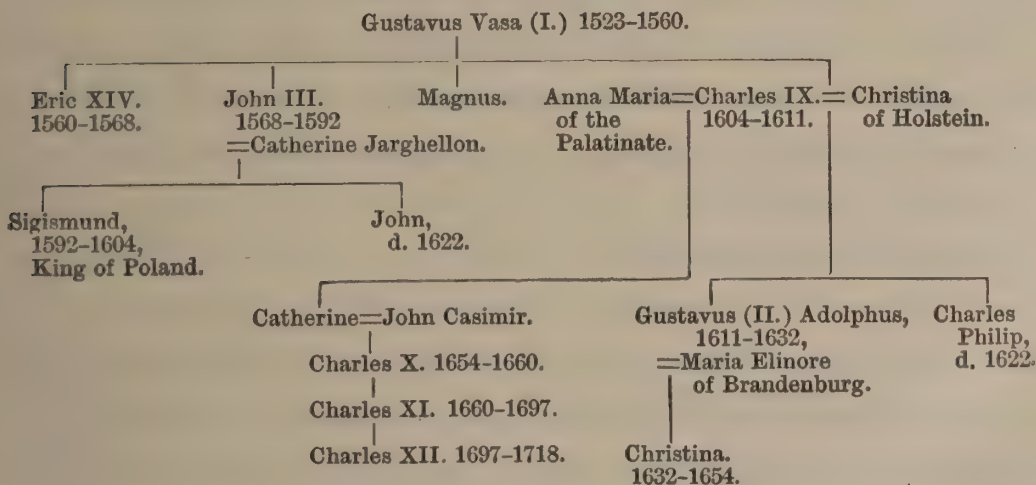 Gustavus Vasa (I.) 1523–1560.
Eric XIV.
1560–1568.
John III.
1568–1592
=Catherine Jarghellon.
Magnus.
Anna Maria=Charles IX.= Christina
of the
Palatinate.
1604–1611.
of Holstein.
Sigismund,
1592–1604,
King of Poland.
John,
d. 1622.
Catherine=John Casimir.
Charles X. 1654–1660.
Charles XI. 1660–1697.
Charles XII. 1697–1718.
Gustavus (II.) Adolphus,
1611–1632,
=Maria Elinore
of Brandenburg.
Christina.
1632–1654.
Charles
Philip,
d. 1622.